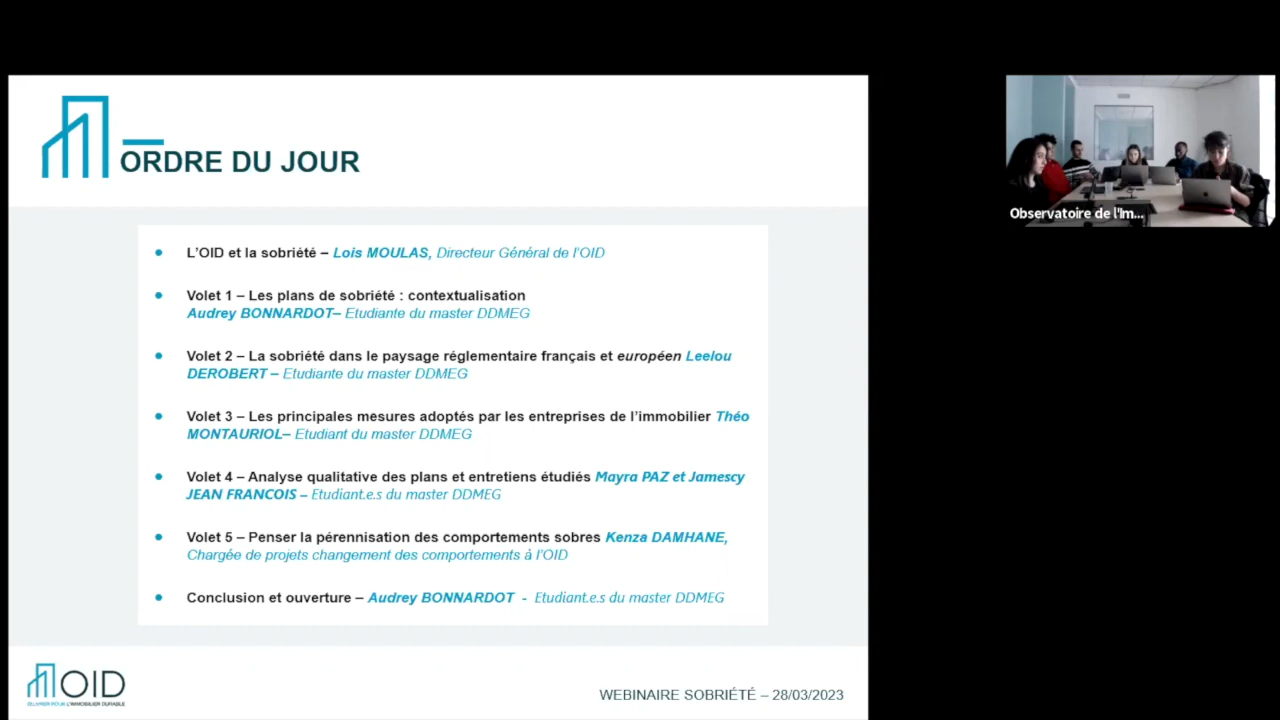 ORDRE DU JOUR
Observatoire de l'Im...
L'OID et la sobriété – Lois MOULAS, Directeur Général de l'OID
Volet 1 – Les plans de sobriété : contextualisation
Audrey BONNARDOT– Etudiante du master DDMEG
Volet 2 – La sobriété dans le paysage réglementaire français et européen Leelou
DEROBERT – Etudiante du master DDMEG
Volet 3 – Les principales mesures adoptés par les entreprises de l'immobilier Théo
MONTAURIOL– Etudiant du master DDMEG
Volet 4 – Analyse qualitative des plans et entretiens étudiés Mayra PAZ et Jamescy
JEAN FRANCOIS – Etudiant.e.s du master DDMEG
Volet 5 – Penser la pérennisation des comportements sobres Kenza DAMHANE,
Chargée de projets changement des comportements à l'OID
Conclusion et ouverture – Audrey BONNARDOT - Etudiant.e.s du master DDMEG
OID
ŒUVRER POUR L'IMMOBILIER DURABLE
WEBINAIRE SOBRIÉTÉ – 28/03/2023